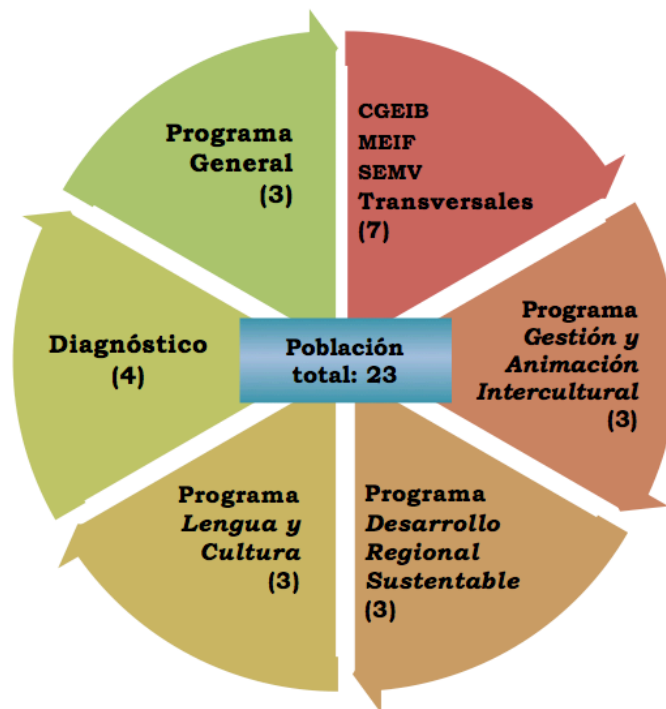 Programa
General
(3)
CGEIB
MEIF
SEMV
Transversales
(7)
Programa
Gestión y
Animación
Intercultural
(3)
Programa
Desarrollo
Regional
Sustentable
(3)
Programa
Lengua y
Cultura
(3)
Diagnóstico
(4)
Población
total: 23